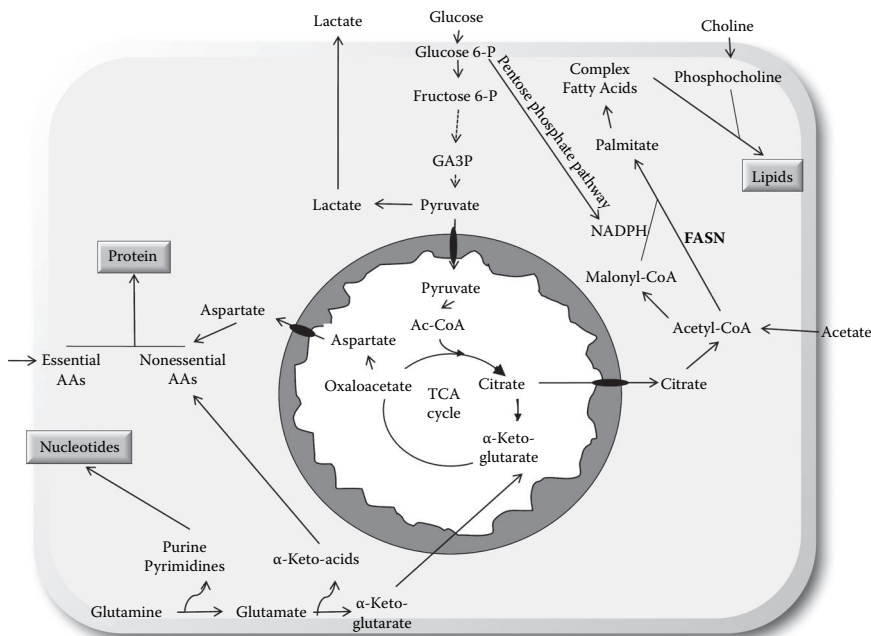 Lactate
Glucose
Choline
Glucose 6-P
Pentose phosphate pathway
Complex
Fatty Acids
Phosphocholine
Fructose 6-P
Palmitate
GA3P
Lipids
Lactate
Pyruvate
NADPH
FASN
Protein
Malonyl-CoA
Pyruvate
Aspartate
Ac-CoA
Acetyl-CoA
Acetate
Aspartate
Essential
AAs
Nonessential
AAs
Oxaloacetate
TCA
cycle
Citrate
Citrate
α-Keto-
glutarate
Nucleotides
Purine
Pyrimidines
α-Keto-acids
Glutamine
Glutamate
α-Keto-
glutarate